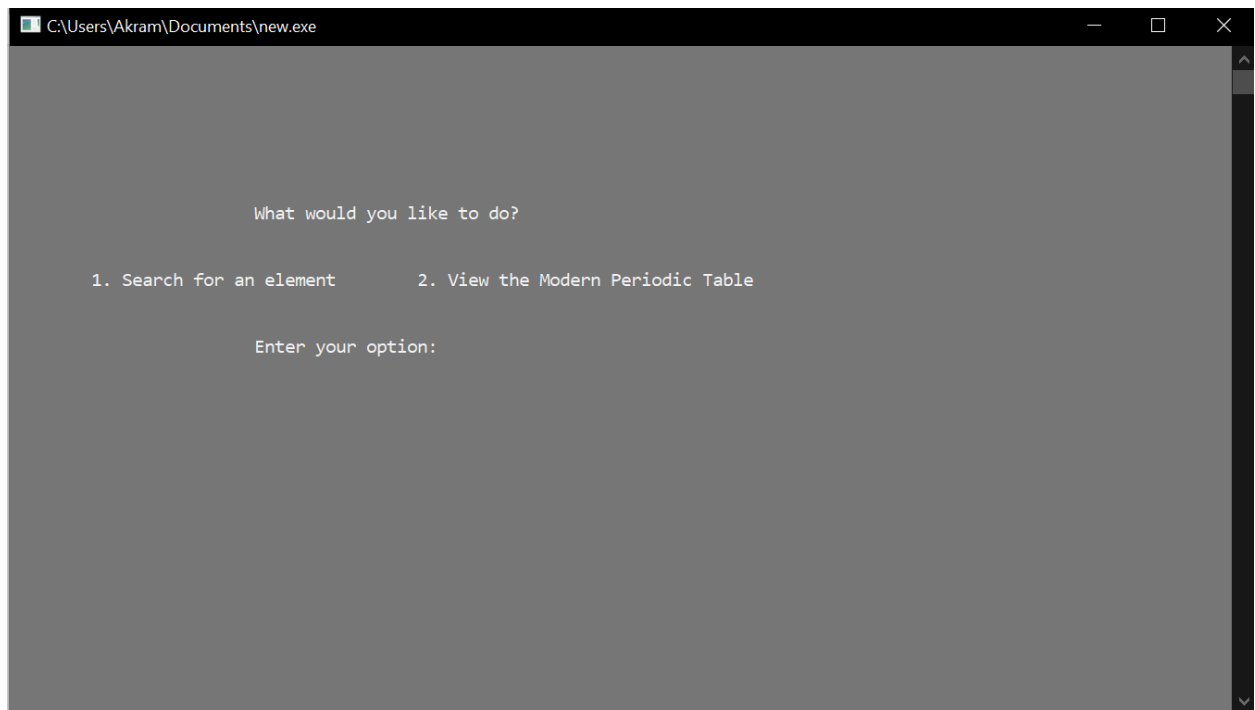 C:\Users\Akram\Documents\new.exe
What would you like to do?
1. Search for an element 2. View the Modern Periodic Table
Enter your option: